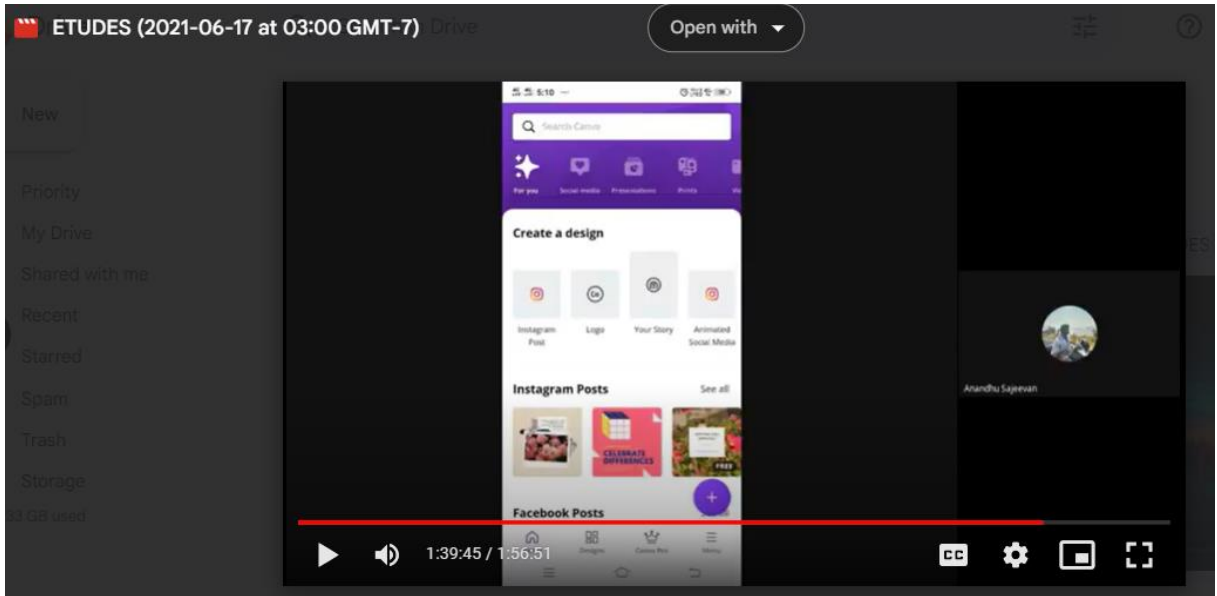 ETUDES (2021-06-17 at 03:00 GMT-7)
Drive
Open with
New
Priority
My Drive
Shared with me
Recent
Starred
Spam
Trash
Storage
33 GB used
5:10
Search Canva
For you
Social media
Presentations
Prints
Create a design
Instagram Post
Logo
Your Story
Animated Social Media
Instagram Posts
See all
CELEBRATE
DIFFERENCES
FREE
Facebook Posts
Designs
Canva Pro
Menu
Anandhu Sajeevan
1:39:45 / 1:56:51
CC